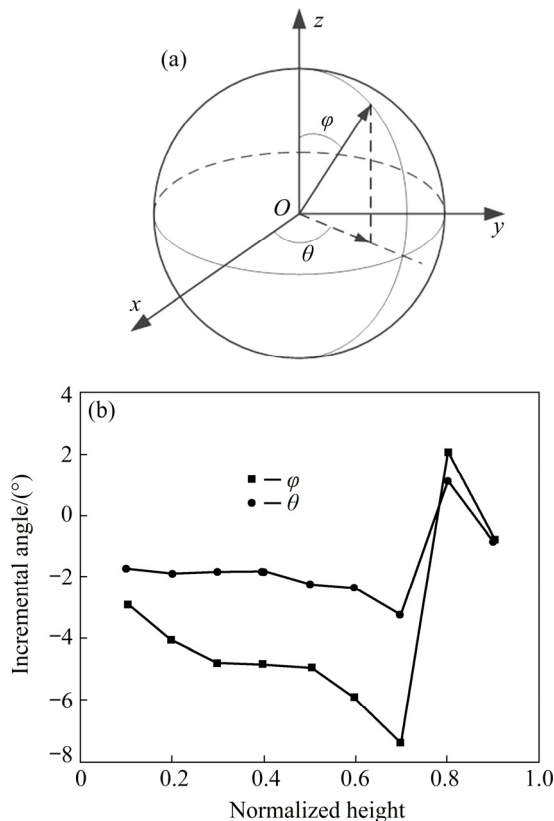 (a)
z
φ
O
y
θ
x
(b)
4
2
0
−2
−4
−6
−8
Incremental angle/(°)
φ
θ
0 0.2 0.4 0.6 0.8 1.0
Normalized height